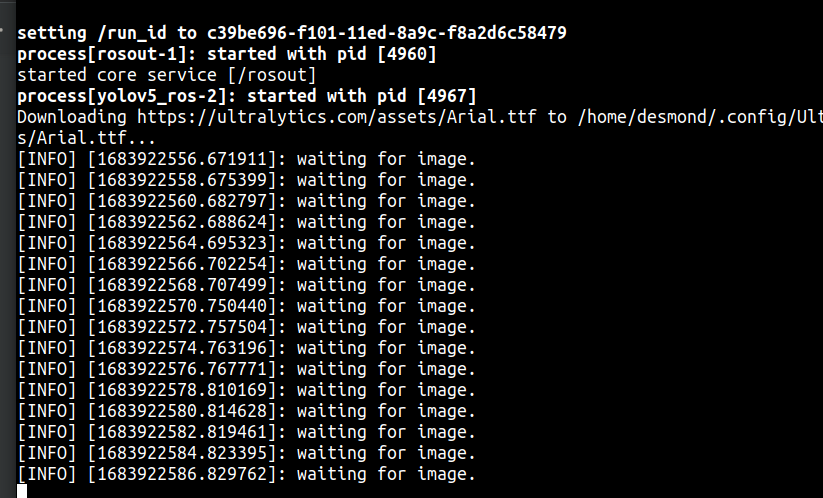 setting /run_id to c39be696-f101-11ed-8a9c-f8a2d6c58479
process[rosout-1]: started with pid [4960]
started core service [/rosout]
process[yolov5_ros-2]: started with pid [4967]
Downloading https://ultralytics.com/assets/Arial.ttf to /home/desmond/.config/Ult
s/Arial.ttf...
[INFO] [1683922556.671911]: waiting for image.
[INFO] [1683922558.675399]: waiting for image.
[INFO] [1683922560.682797]: waiting for image.
[INFO] [1683922562.688624]: waiting for image.
[INFO] [1683922564.695323]: waiting for image.
[INFO] [1683922566.702254]: waiting for image.
[INFO] [1683922568.707499]: waiting for image.
[INFO] [1683922570.750440]: waiting for image.
[INFO] [1683922572.757504]: waiting for image.
[INFO] [1683922574.763196]: waiting for image.
[INFO] [1683922576.767771]: waiting for image.
[INFO] [1683922578.810169]: waiting for image.
[INFO] [1683922580.814628]: waiting for image.
[INFO] [1683922582.819461]: waiting for image.
[INFO] [1683922584.823395]: waiting for image.
[INFO] [1683922586.829762]: waiting for image.